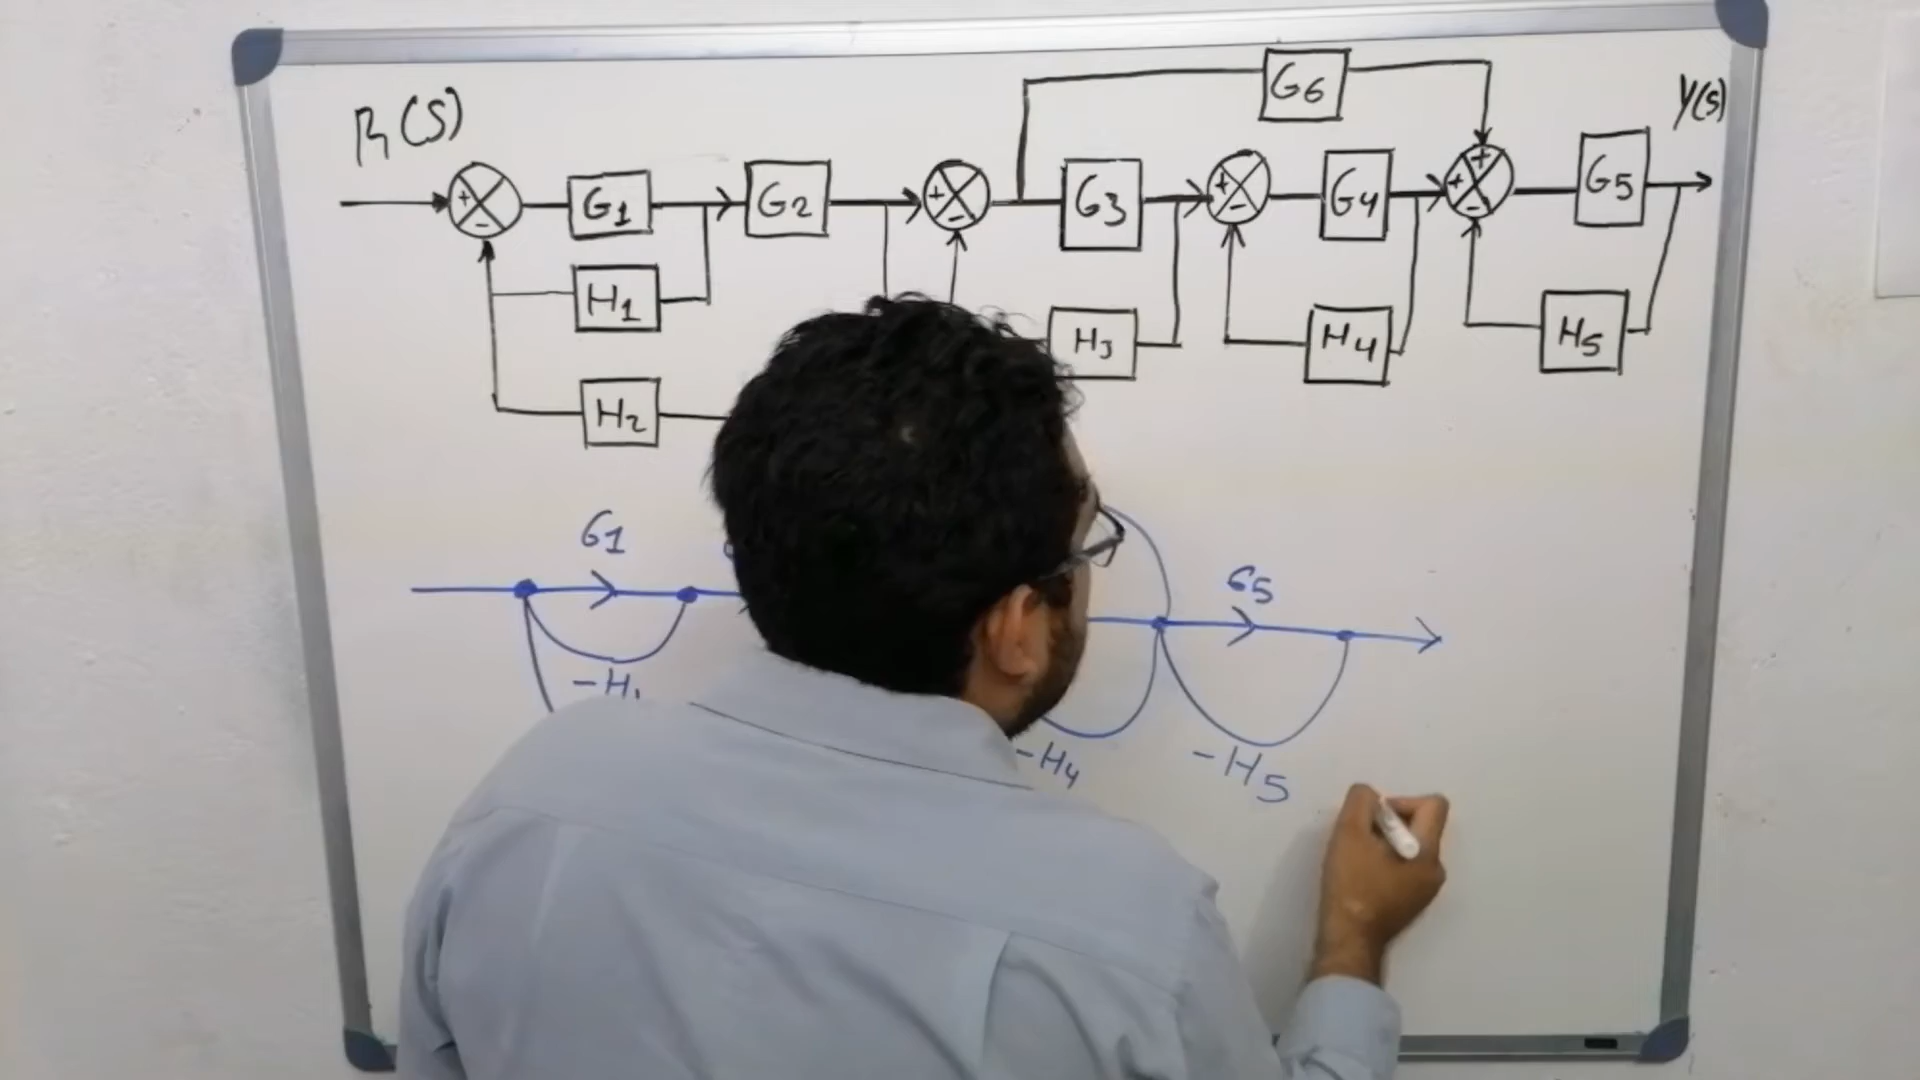 R(S)
G6
Y(s)
+
-
G1
G2
+
-
G3
+
-
G4
+
+
-
G5
H1
H3
H4
H5
H2
G1
G5
-H1
-H4
-H5